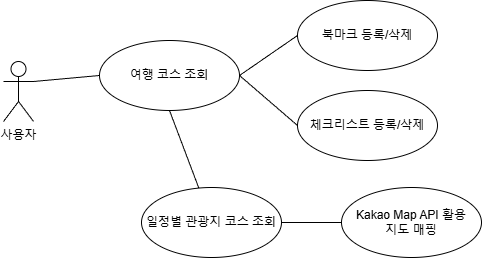 북마크 등록/삭제
여행 코스 조회
사용자
체크리스트 등록/삭제
일정별 관광지 코스 조회
Kakao Map API 활용
지도 매핑